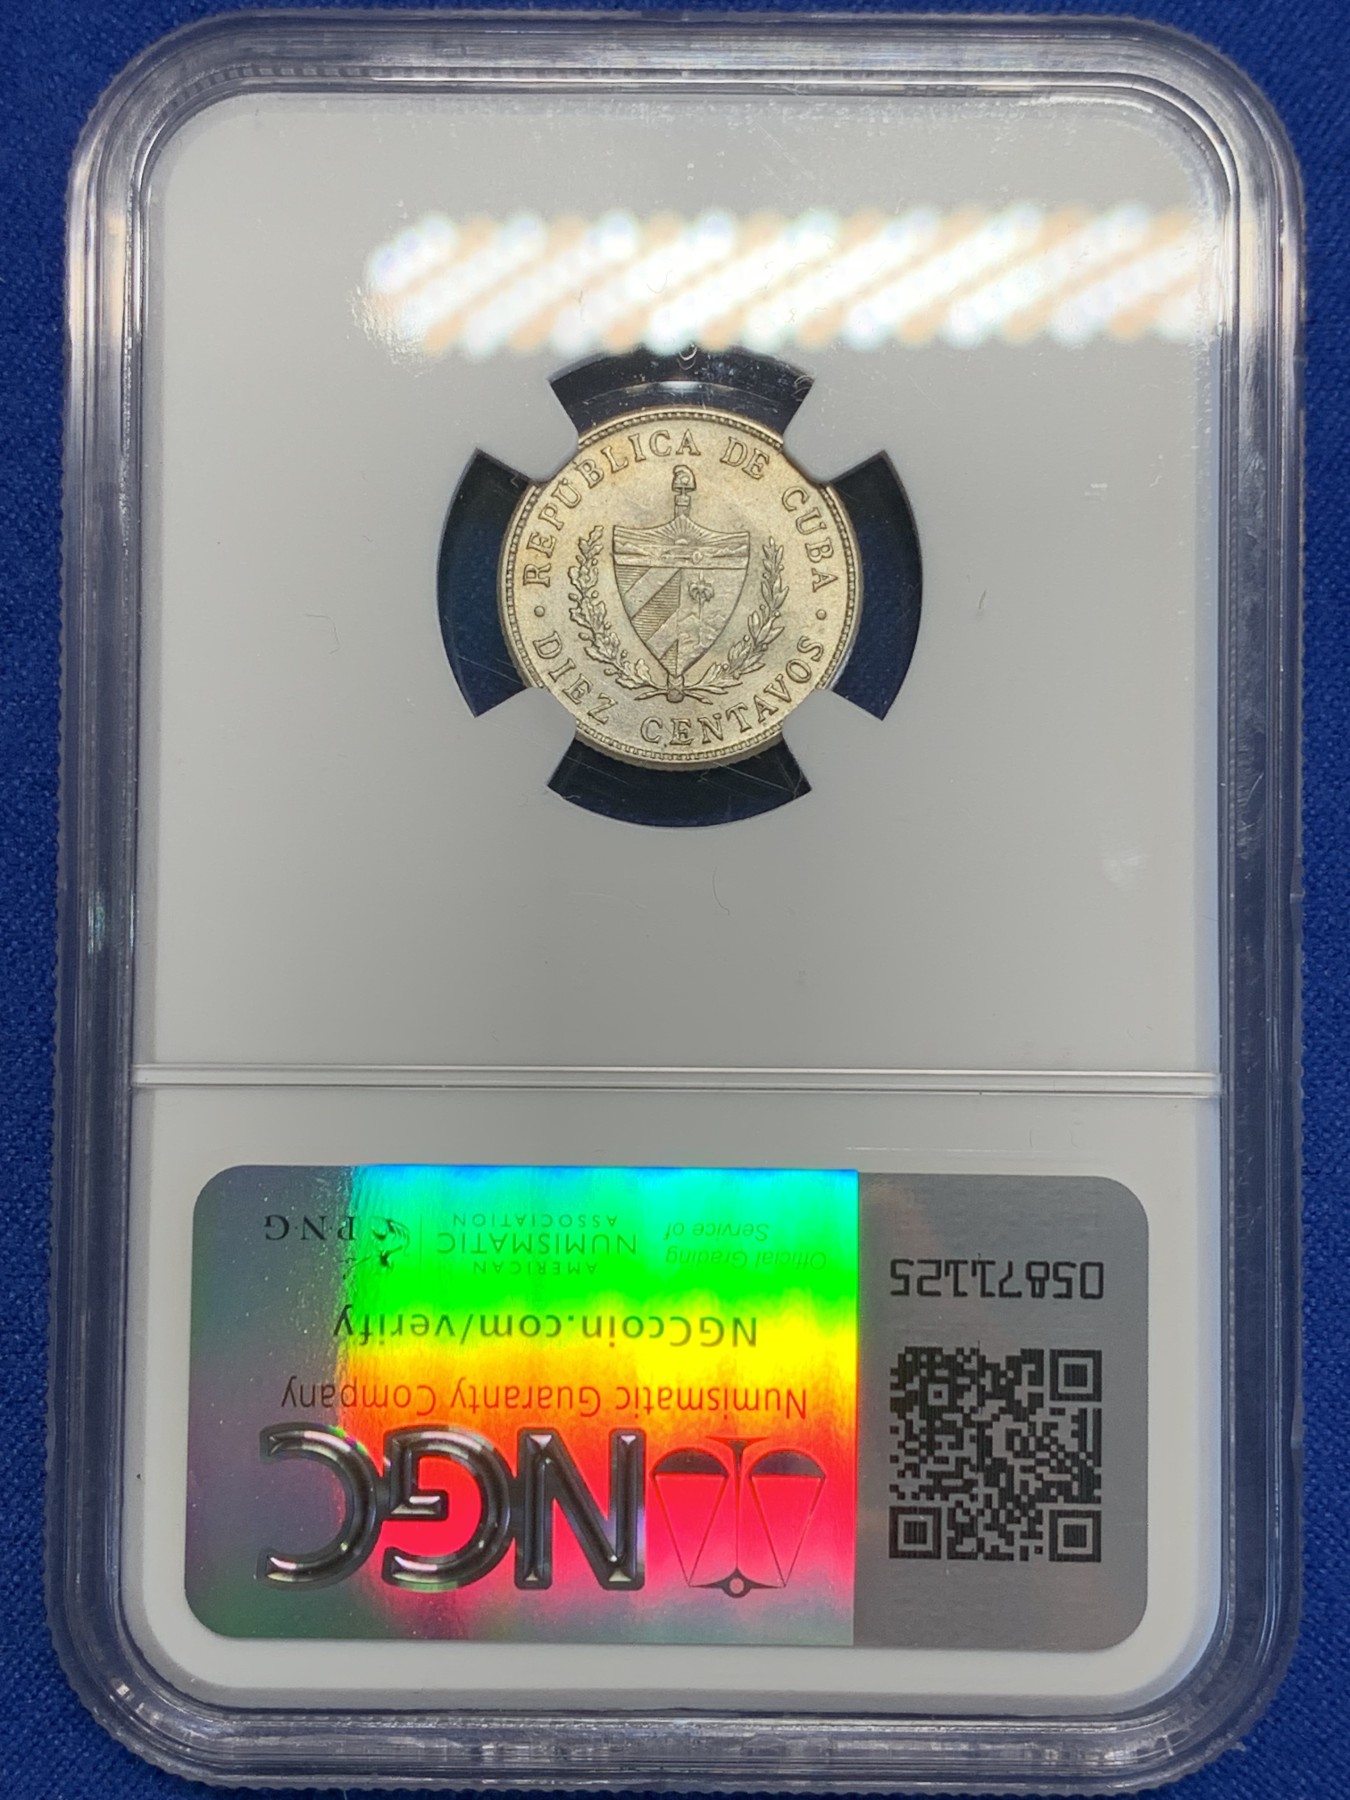 REPUBLICA DE CUBA
DIEZ CENTAVOS
NGC
Numismatic Guaranty Company
NGCcoin.com/verify
Official Grading
Service of
AMERICAN
NUMISMATIC
ASSOCIATION
P·N·G
05871125